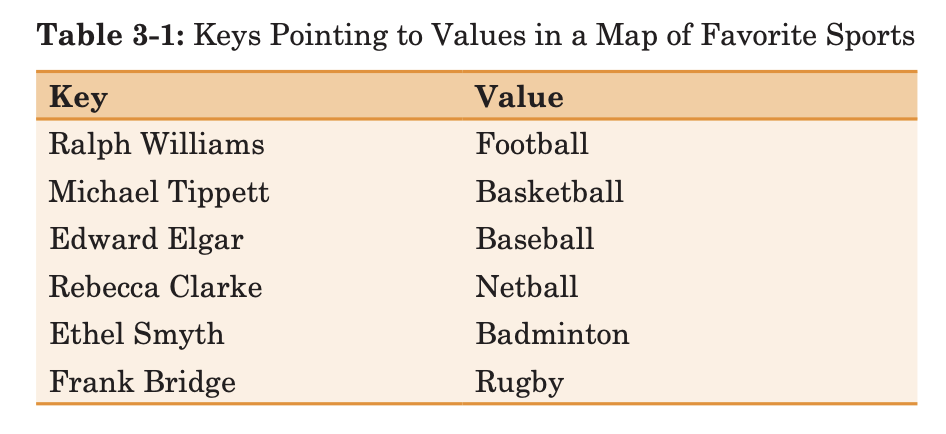 Table 3-1: Keys Pointing to Values in a Map of Favorite Sports
Key Value
Ralph Williams Football
Michael Tippett Basketball
Edward Elgar Baseball
Rebecca Clarke Netball
Ethel Smyth Badminton
Frank Bridge Rugby